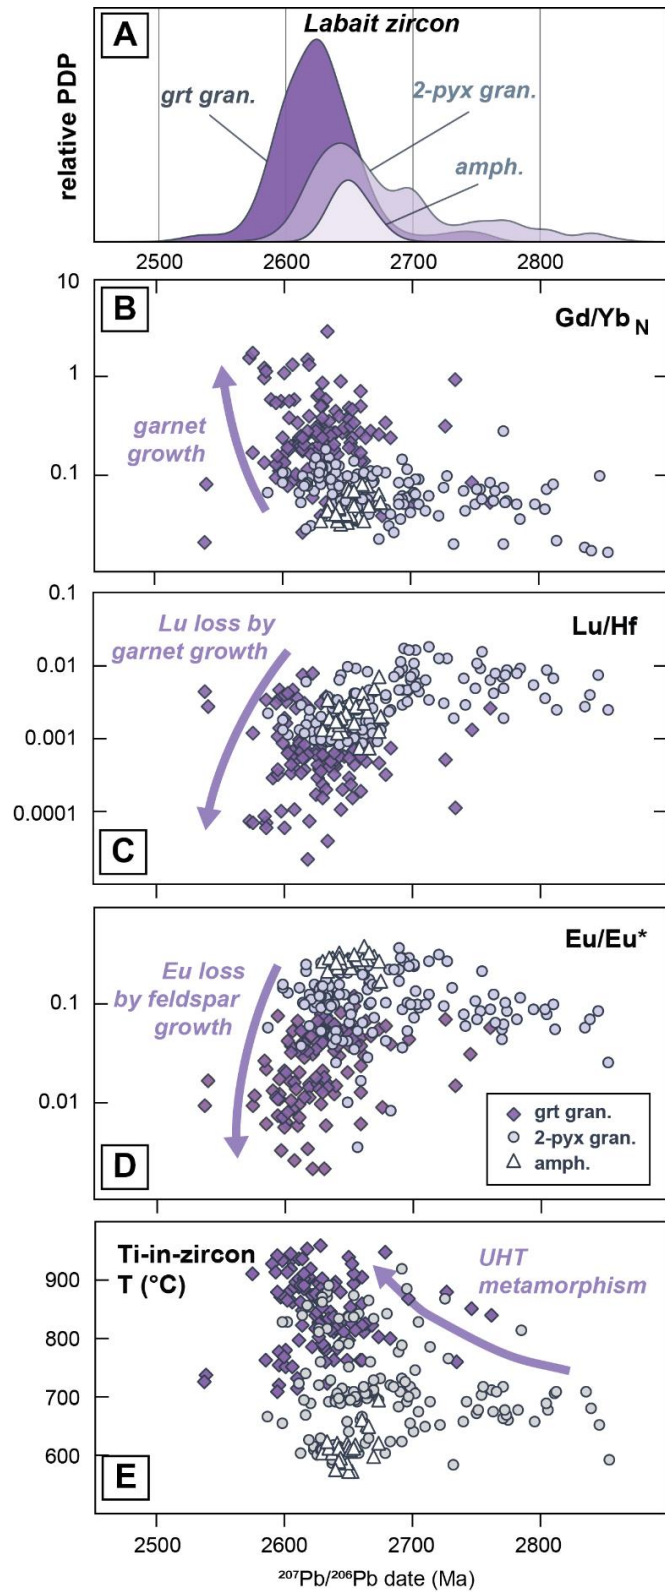 A
Labait zircon
grt gran.
2-pyx gran.
amph.
relative PDP
2500 2600 2700 2800
10
1
0.1
B
Gd/Yb N
garnet
growth
0.1
0.01
0.001
0.0001
Lu loss by
garnet growth
Lu/Hf
C
0.1
0.01
Eu loss
by feldspar
growth
Eu/Eu*
D
grt gran.
2-pyx gran.
amph.
Ti-in-zircon
T (°C)
UHT
metamorphism
900
800
700
600
E
2500 2600 2700 2800
²⁰⁷Pb/²⁰⁶Pb date (Ma)